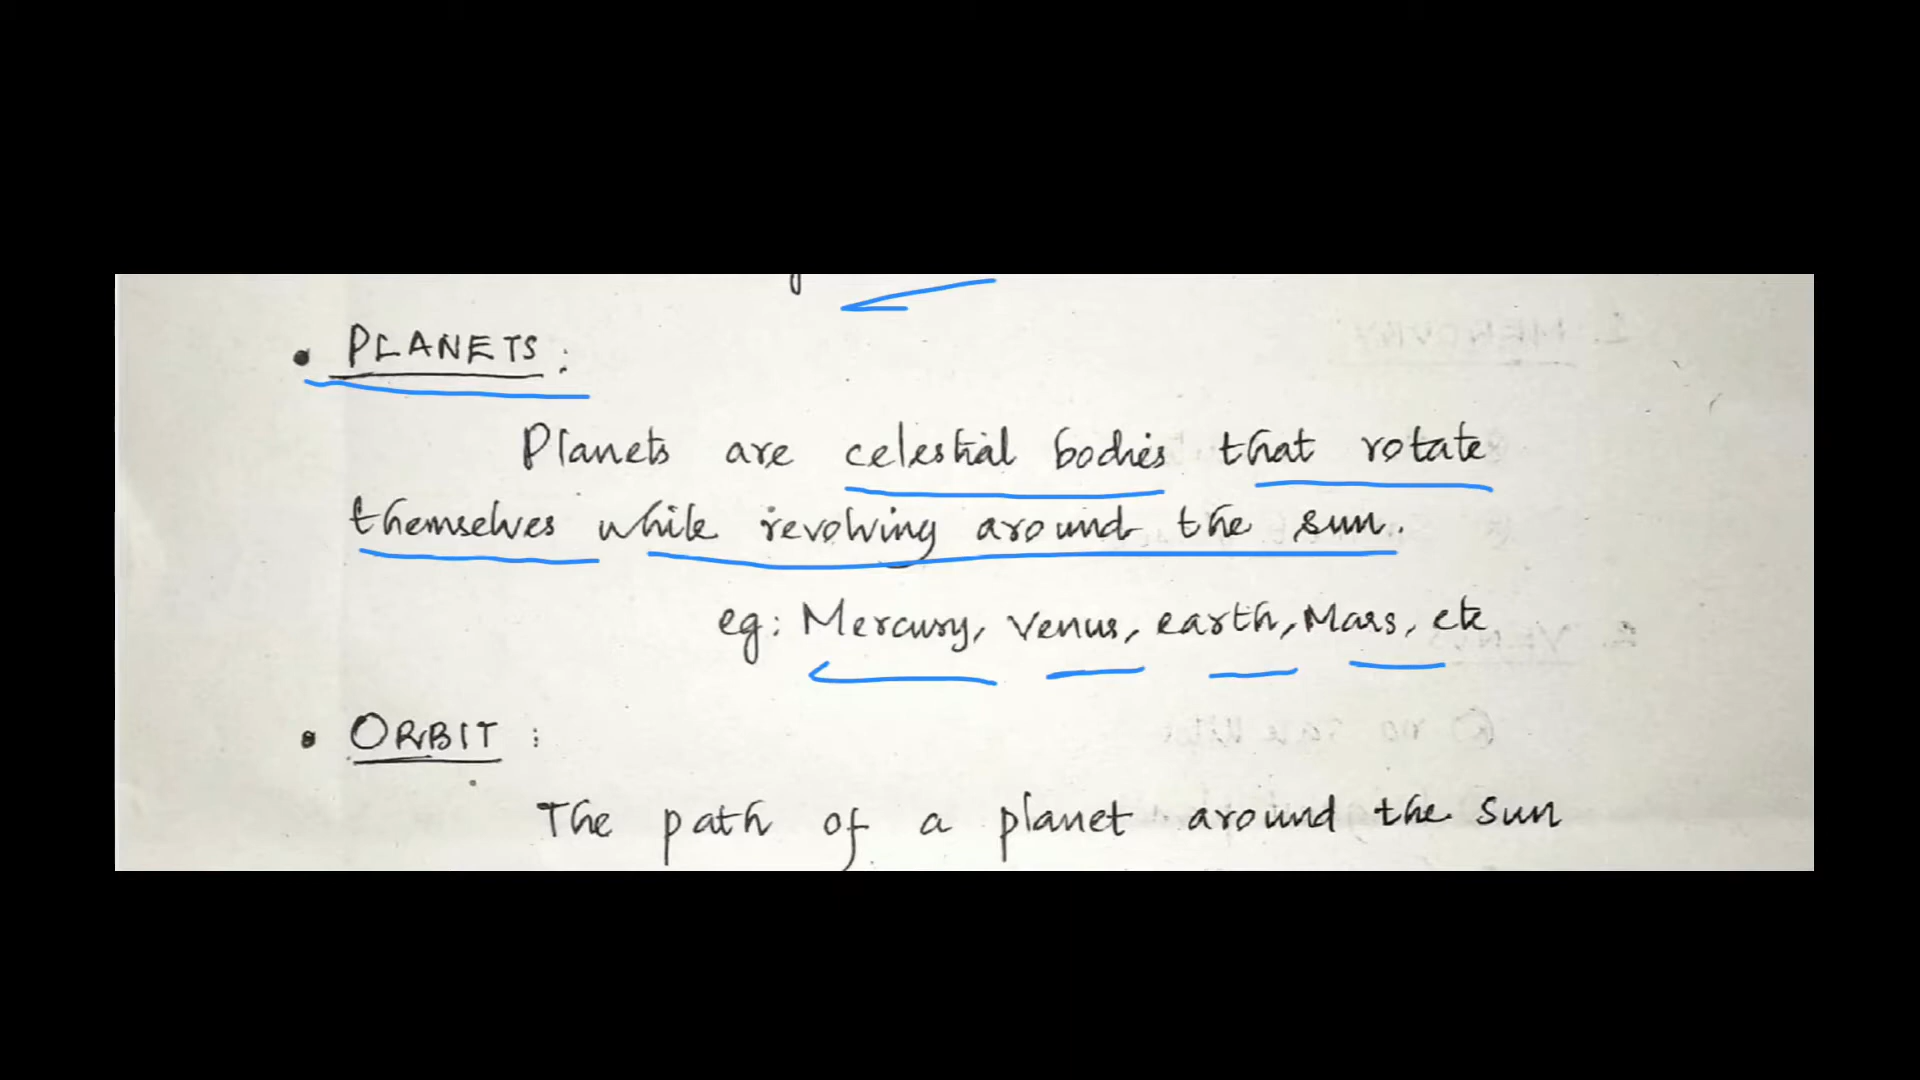 • PLANETS :
Planets are celestial bodies that rotate
themselves while revolving around the sun.
eg: Mercury, Venus, earth, Mars, etc
• ORBIT :
The path of a planet around the sun